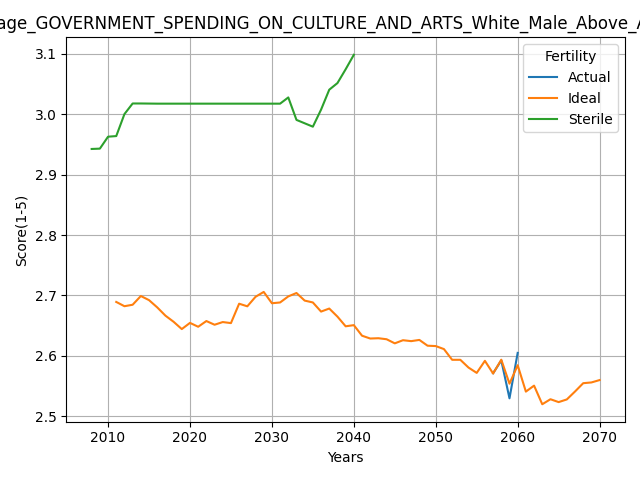 age_GOVERNMENT_SPENDING_ON_CULTURE_AND_ARTS_White_Male_Above_A
Fertility
Actual
Ideal
Sterile
Score(1-5)
3.1
3.0
2.9
2.8
2.7
2.6
2.5
2010 2020 2030 2040 2050 2060 2070
Years